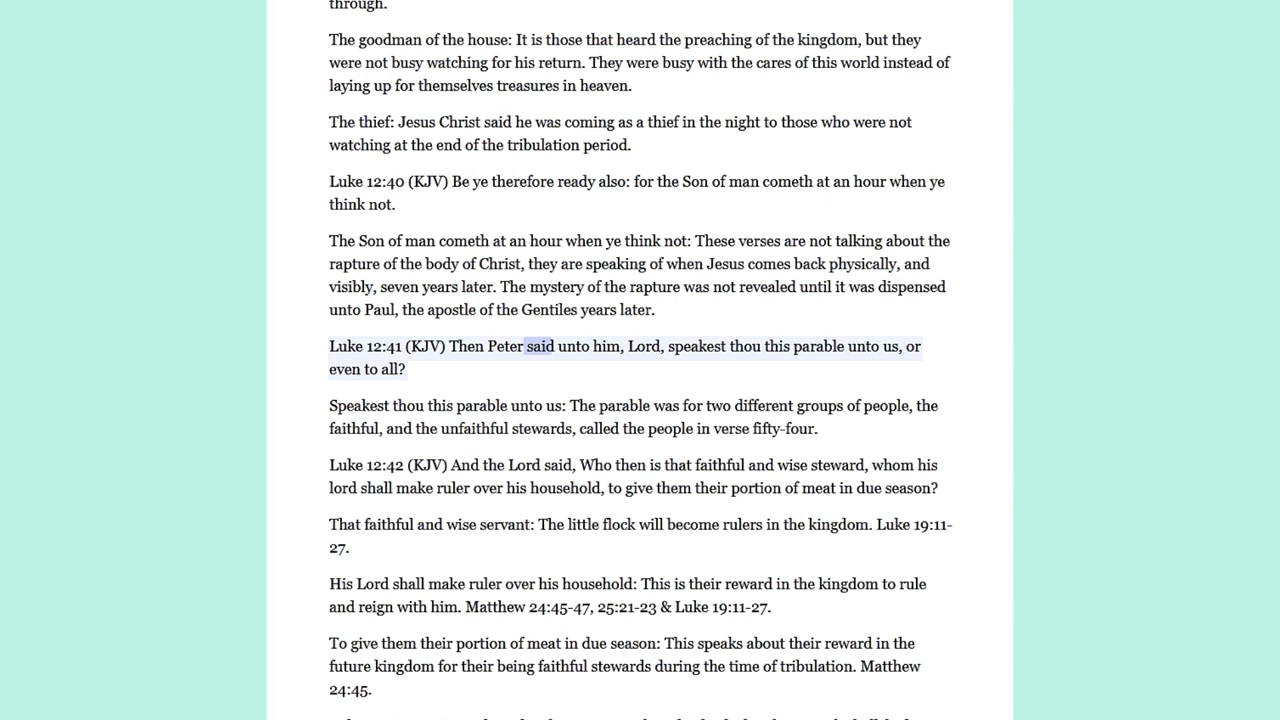 through.
The goodman of the house: It is those that heard the preaching of the kingdom, but they
were not busy watching for his return. They were busy with the cares of this world instead of
laying up for themselves treasures in heaven.
The thief: Jesus Christ said he was coming as a thief in the night to those who were not
watching at the end of the tribulation period.
Luke 12:40 (KJV) Be ye therefore ready also: for the Son of man cometh at an hour when ye
think not.
The Son of man cometh at an hour when ye think not: These verses are not talking about the
rapture of the body of Christ, they are speaking of when Jesus comes back physically, and
visibly, seven years later. The mystery of the rapture was not revealed until it was dispensed
unto Paul, the apostle of the Gentiles years later.
Luke 12:41 (KJV) Then Peter said unto him, Lord, speakest thou this parable unto us, or
even to all?
Speakest thou this parable unto us: The parable was for two different groups of people, the
faithful, and the unfaithful stewards, called the people in verse fifty-four.
Luke 12:42 (KJV) And the Lord said, Who then is that faithful and wise steward, whom his
lord shall make ruler over his household, to give them their portion of meat in due season?
That faithful and wise servant: The little flock will become rulers in the kingdom. Luke 19:11-
27.
His Lord shall make ruler over his household: This is their reward in the kingdom to rule
and reign with him. Matthew 24:45-47, 25:21-23 & Luke 19:11-27.
To give them their portion of meat in due season: This speaks about their reward in the
future kingdom for their being faithful stewards during the time of tribulation. Matthew
24:45.